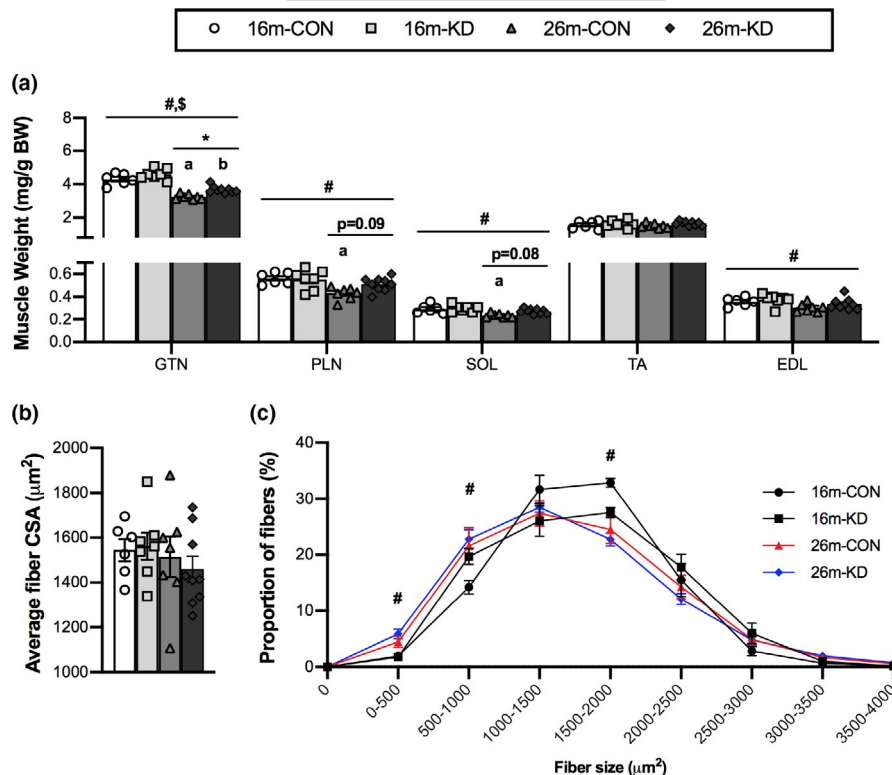 16m-CON 16m-KD 26m-CON 26m-KD
(a)
Muscle Weight (mg/g BW)
8
6
4
2
0.6
0.4
0.2
0.0
#,$
*
a b
#
p=0.09
a
#
p=0.08
a
#
GTN PLN SOL TA EDL
(b)
Average fiber CSA (μm²)
2000
1800
1600
1400
1200
1000
(c)
Proportion of fibers (%)
40
30
20
10
0
#
#
#
16m-CON
16m-KD
26m-CON
26m-KD
0 0-500 500-1000 1000-1500 1500-2000 2000-2500 2500-3000 3000-3500 3500-4000
Fiber size (μm²)